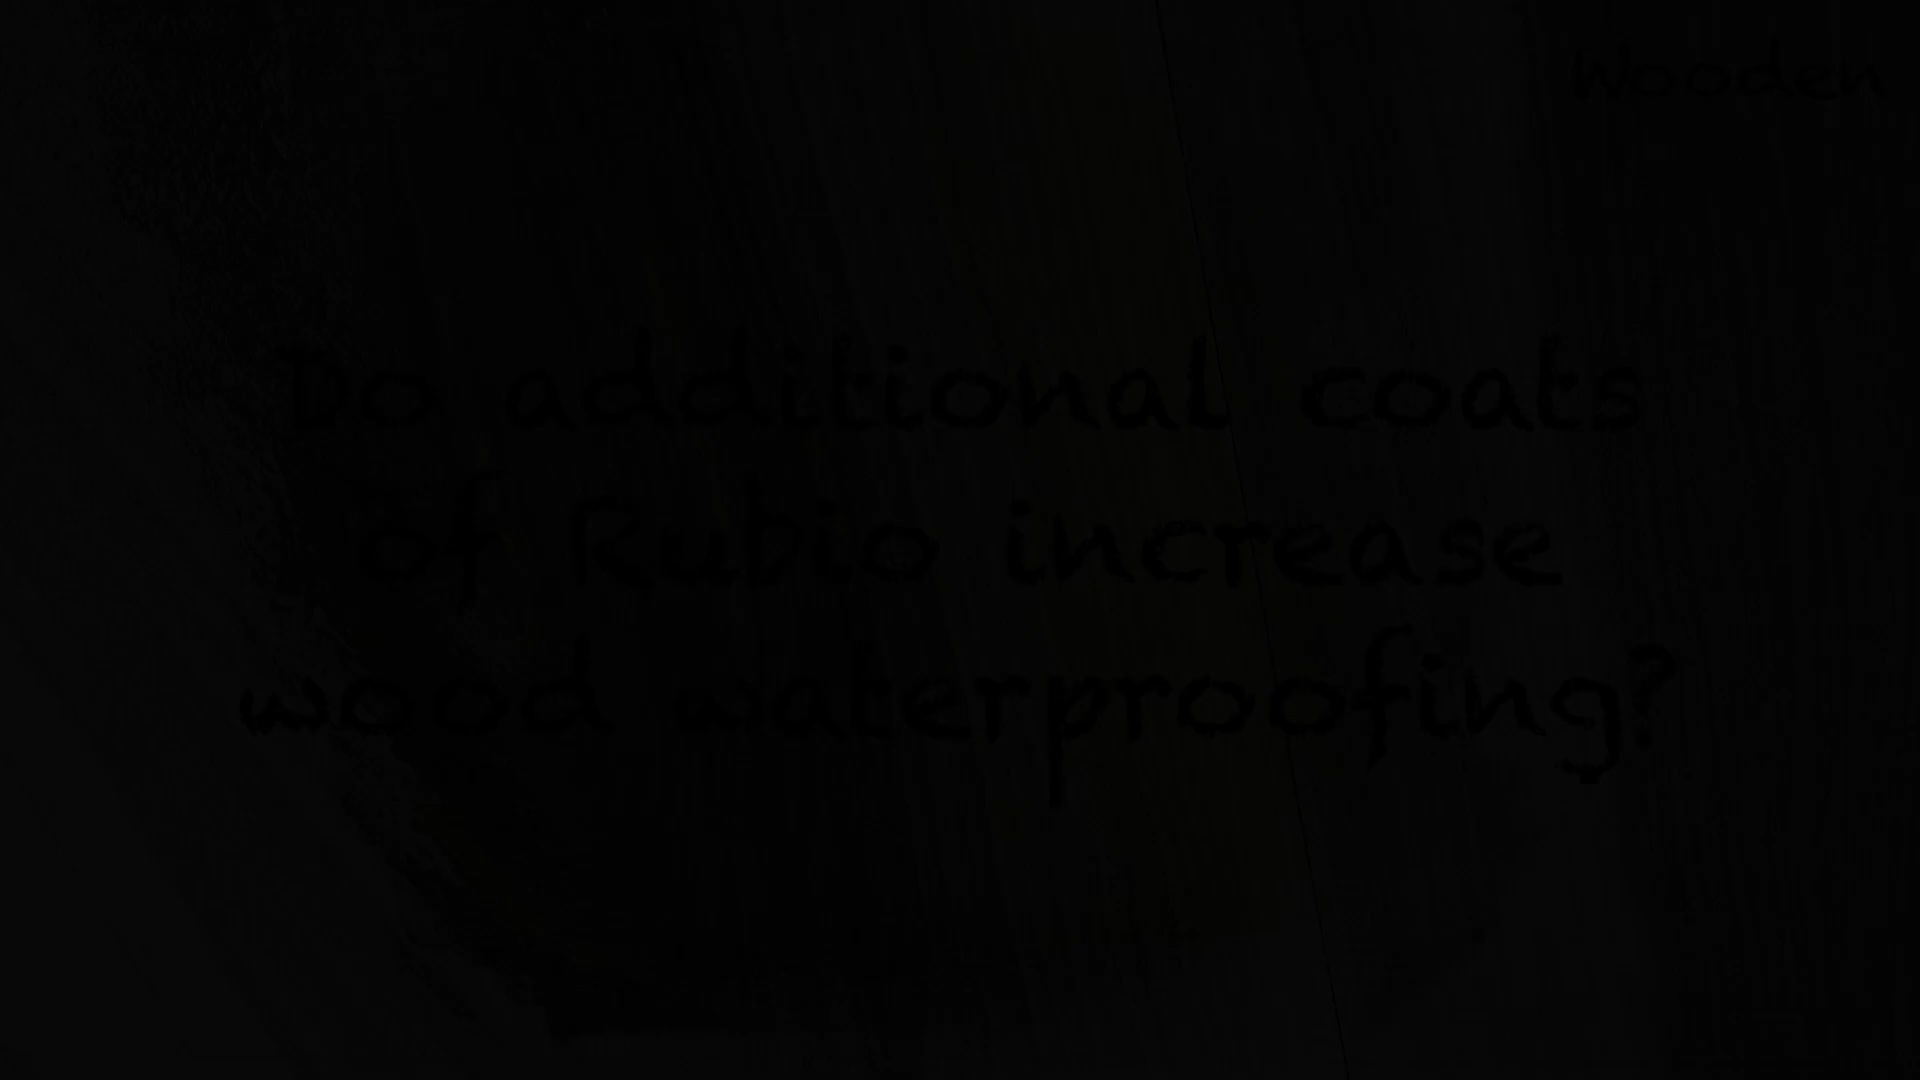 Wooden
Do additional coats
of Rubio increase
wood waterproofing?